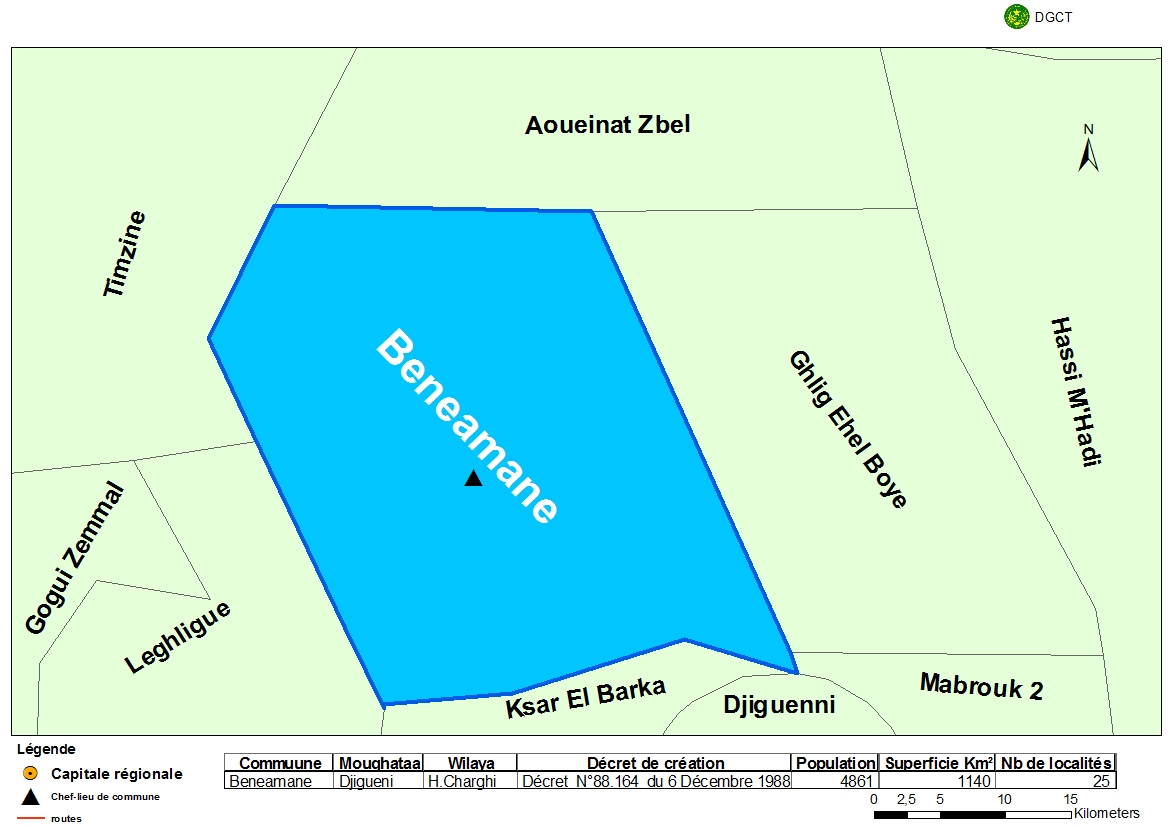 DGCT
Aoueinat Zbel
N
Timzine
Beneamane
Ghlig Ehel Boye
Hassi M'Hadi
Gogui Zemmal
Leghligue
Ksar El Barka
Djiguenni
Mabrouk 2
Légende
Capitale régionale
Chef-lieu de commune
routes
Commuune Moughataa Wilaya Décret de création Population Superficie Km² Nb de localités
Beneamane Djigueni H.Charghi Décret N°88.164 du 6 Décembre 1988 4861 1140 25
0 2,5 5 10 15
Kilometers